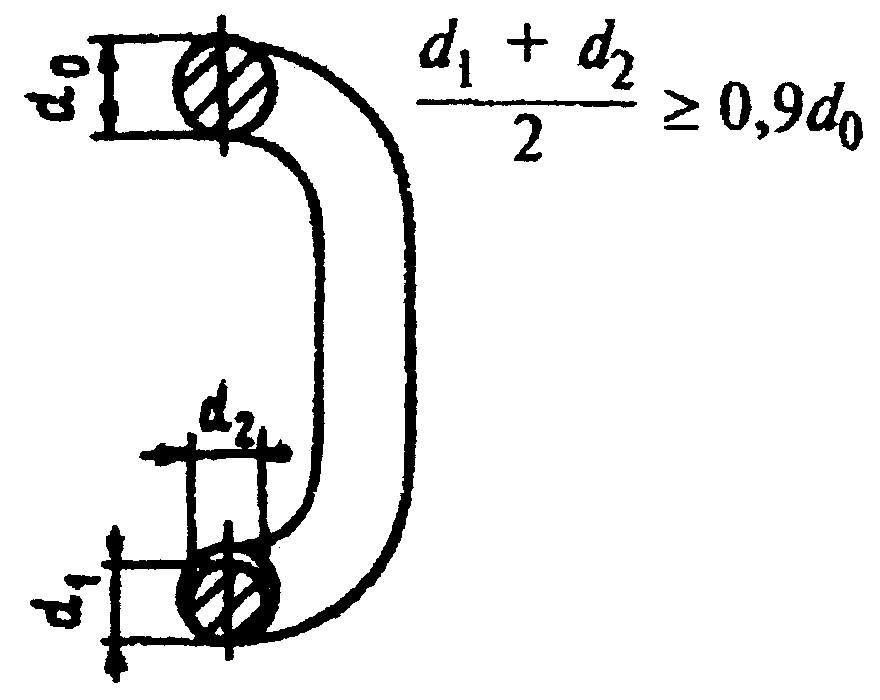 d₀
(d₁ + d₂) / 2 ≥ 0,9d₀
d₂
d₁